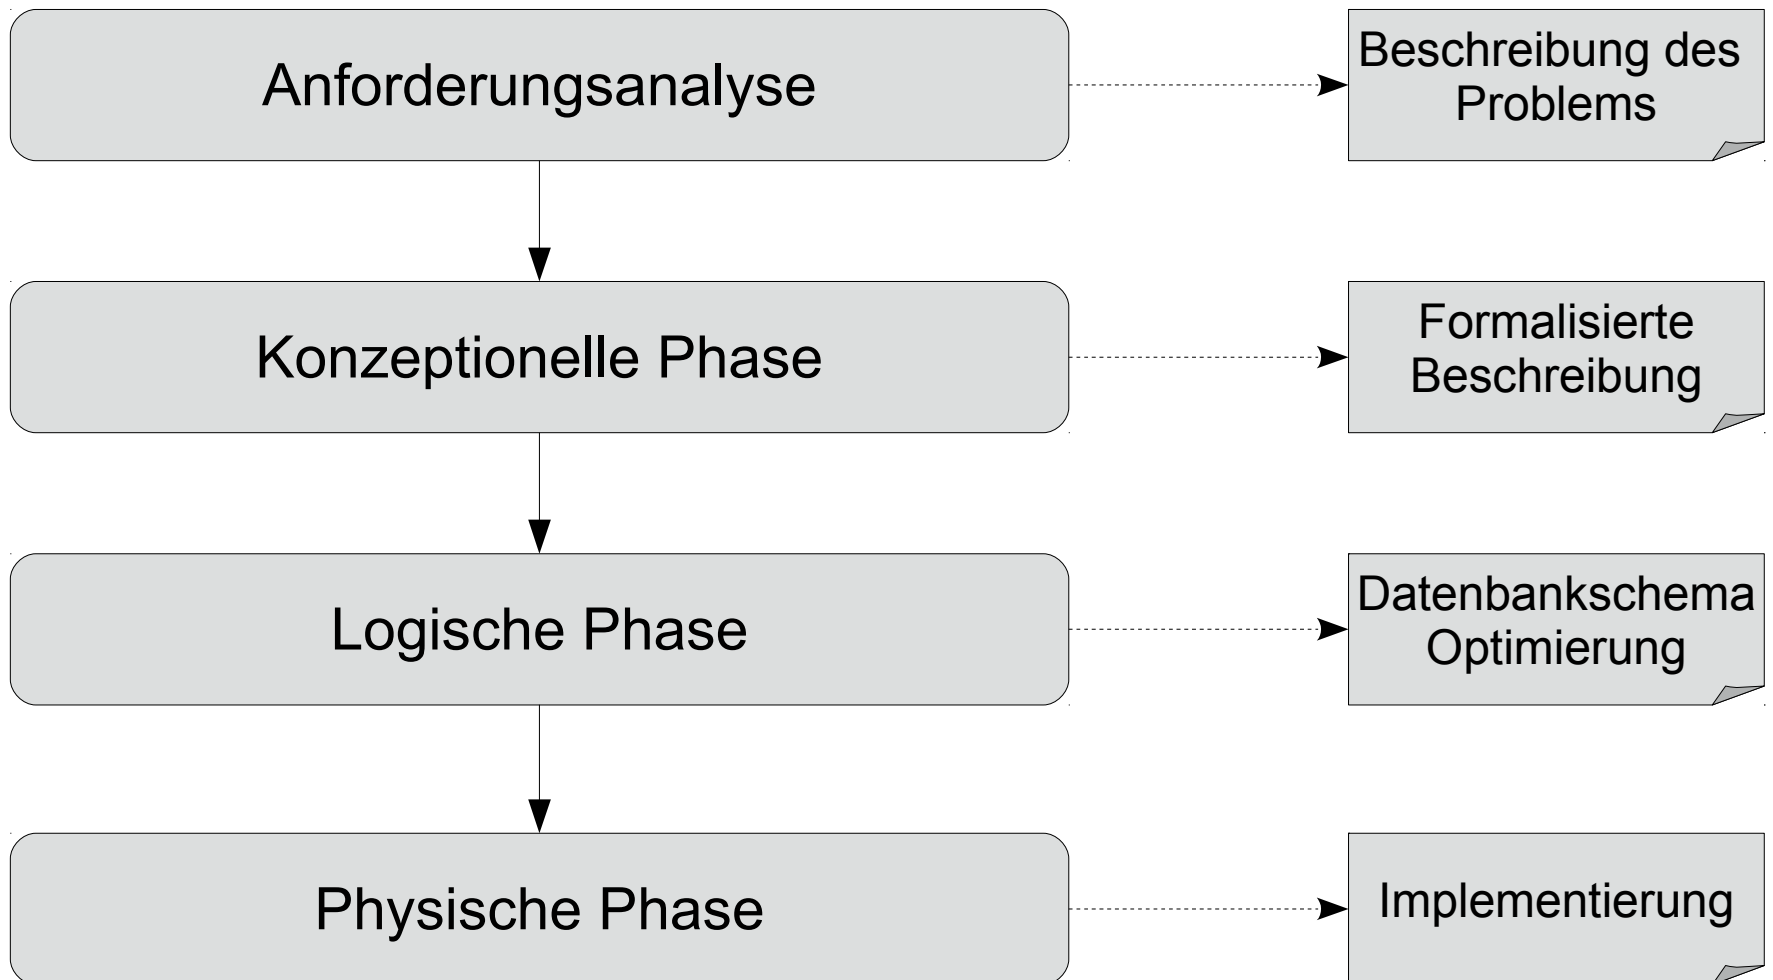 Anforderungsanalyse
Beschreibung des
Problems
Konzeptionelle Phase
Formalisierte
Beschreibung
Logische Phase
Datenbankschema
Optimierung
Physische Phase
Implementierung